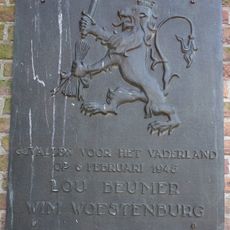 GEVALLEN VOOR HET VADERLAND
OP 6 FEBRUARI 1945
LOU BEUMER
WIM WOESTENBURG